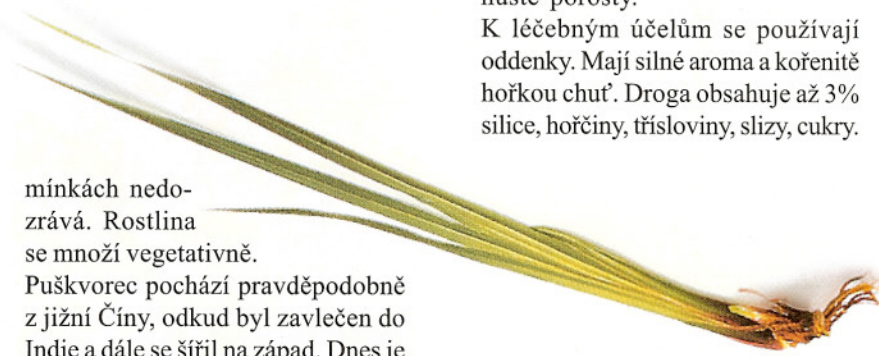 mínkách nedo-
zrává. Rostlina
se množí vegetativně.
Puškvorec pochází pravděpodobně
z jižní Číny, odkud byl zavlečen do
Indie a dále se šířil na západ. Dnes je
husté porosty.
K léčebným účelům se používají
oddenky. Mají silné aroma a kořenitě
hořkou chuť. Droga obsahuje až 3%
silice, hořčiny, třísloviny, slizy, cukry.